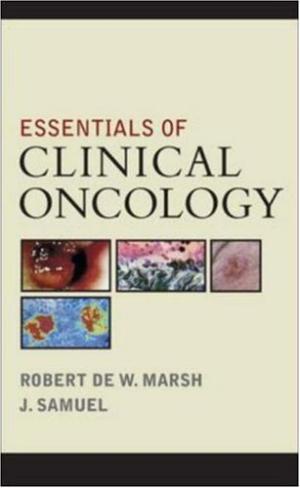 ESSENTIALS OF
CLINICAL
ONCOLOGY
ROBERT DE W. MARSH
J. SAMUEL